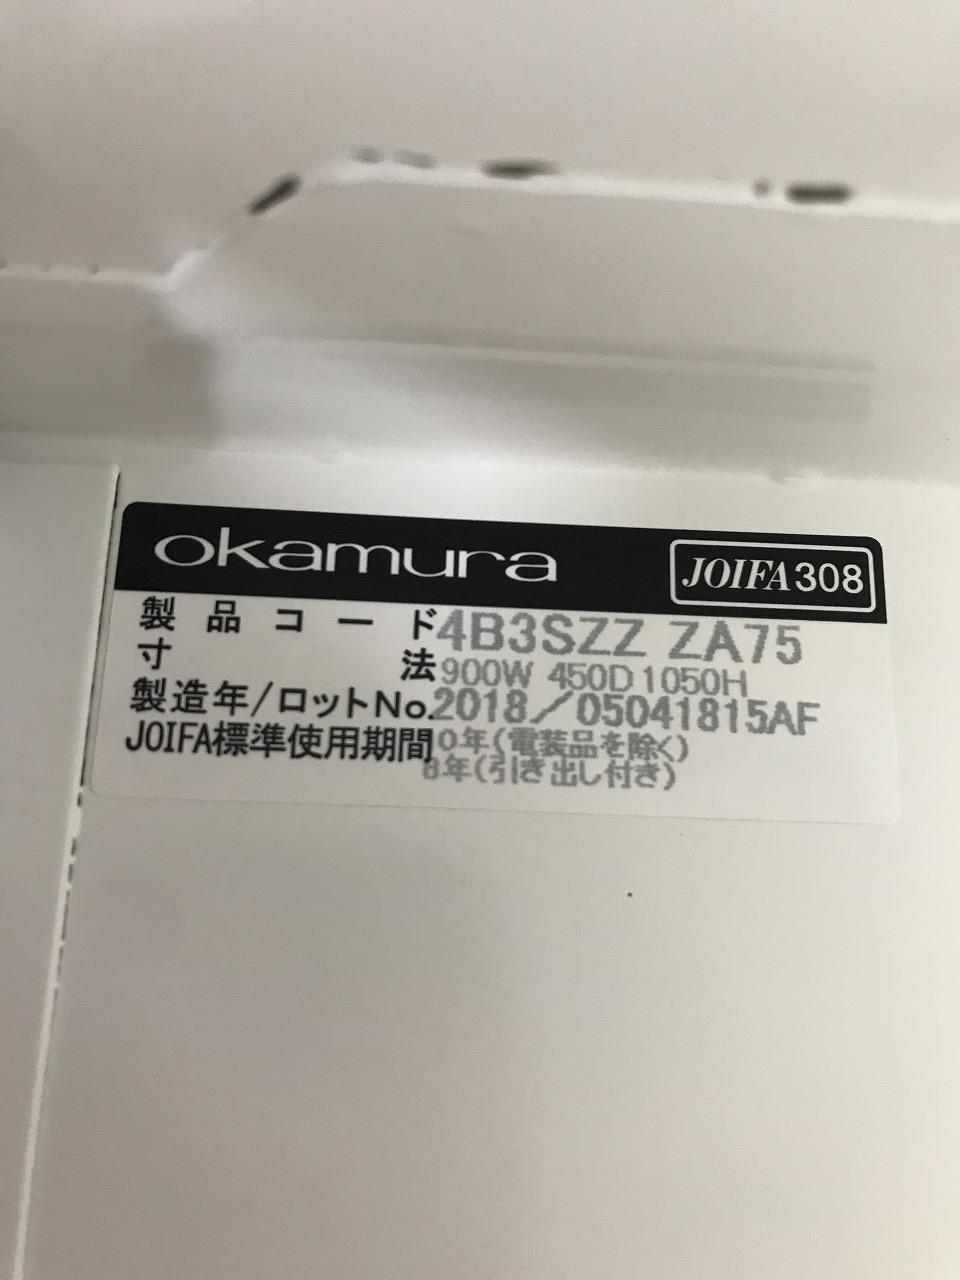 okamura JOIFA308
製品コード 4B3SZZ ZA75
寸法 900W 450D 1050H
製造年/ロットNo. 2018/05041815AF
JOIFA標準使用期間 0年(電装品を除く)
8年(引き出し付き)